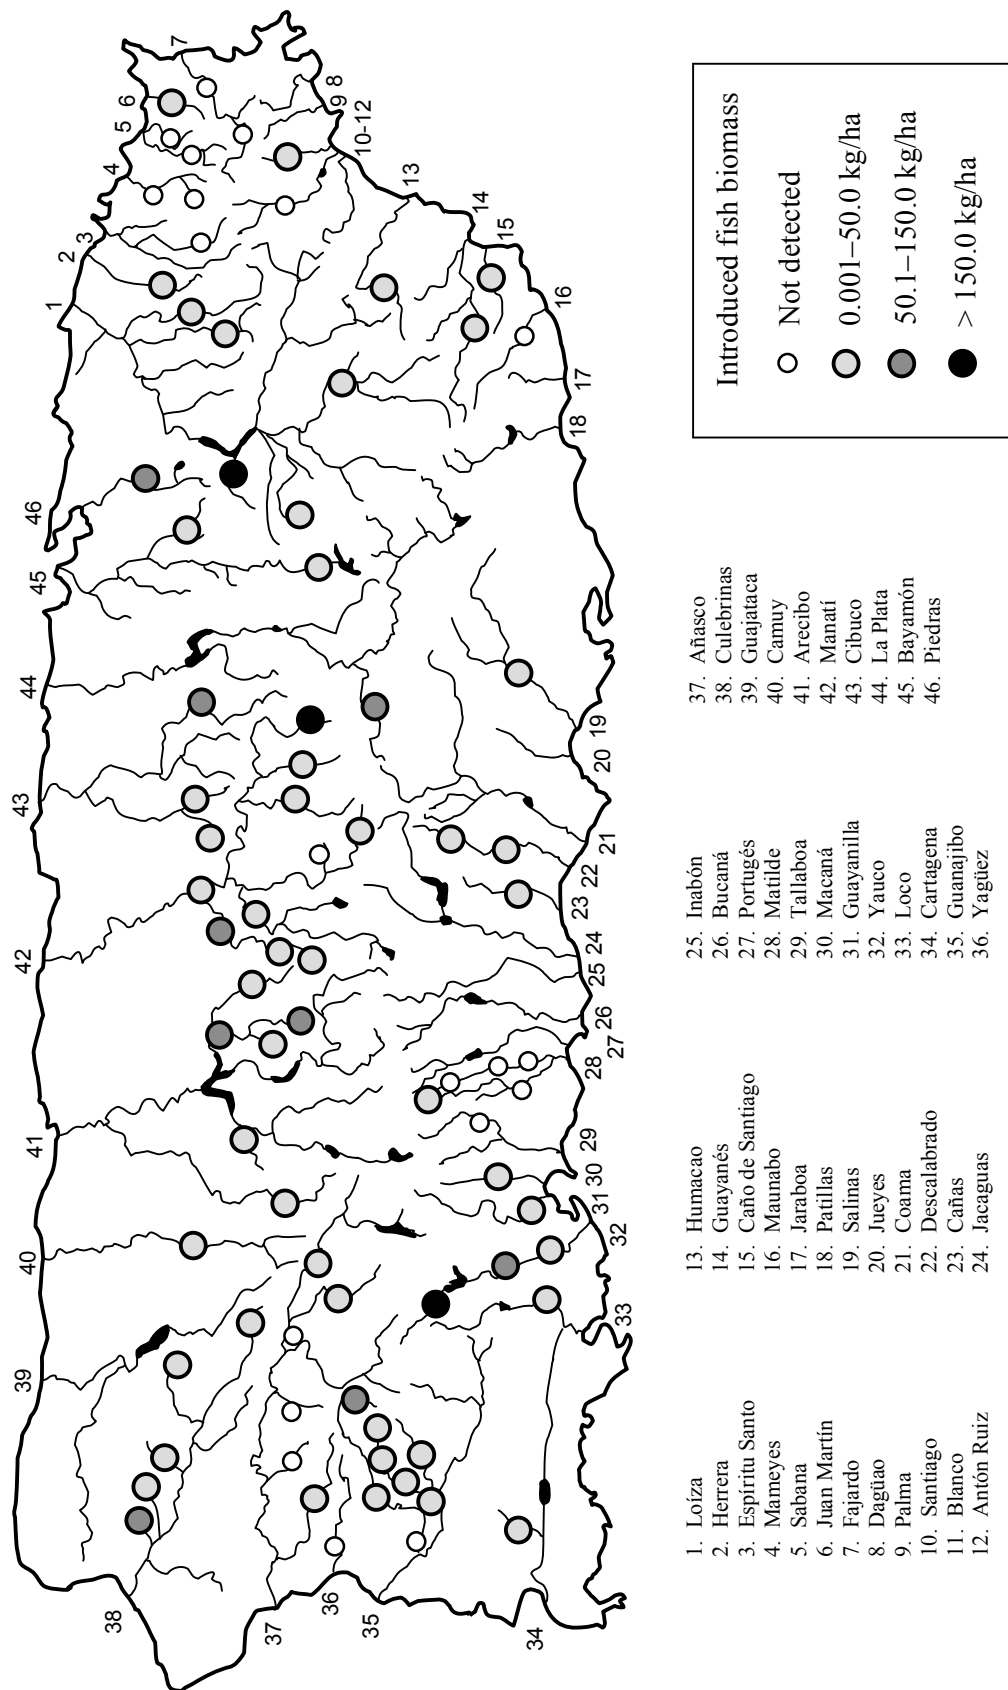 1
2
3
4
5
6
7
8
9
10-12
13
14
15
16
17
18
19
20
21
22
23
24
25
26
27
28
29
30
31
32
33
34
35
36
37
38
39
40
41
42
43
44
45
46
1. Loíza
2. Herrera
3. Espíritu Santo
4. Mameyes
5. Sabana
6. Juan Martín
7. Fajardo
8. Dagüao
9. Palma
10. Santiago
11. Blanco
12. Antón Ruiz
13. Humacao
14. Guayanés
15. Caño de Santiago
16. Maunabo
17. Jaraboa
18. Patillas
19. Salinas
20. Jueyes
21. Coama
22. Descalabrado
23. Cañas
24. Jacaguas
25. Inabón
26. Bucaná
27. Portugés
28. Matilde
29. Tallaboa
30. Macaná
31. Guayanilla
32. Yauco
33. Loco
34. Cartagena
35. Guanajibo
36. Yagüez
37. Añasco
38. Culebrinas
39. Guajataca
40. Camuy
41. Arecibo
42. Manatí
43. Cibuco
44. La Plata
45. Bayamón
46. Piedras
Introduced fish biomass
Not detected
0.001–50.0 kg/ha
50.1–150.0 kg/ha
> 150.0 kg/ha